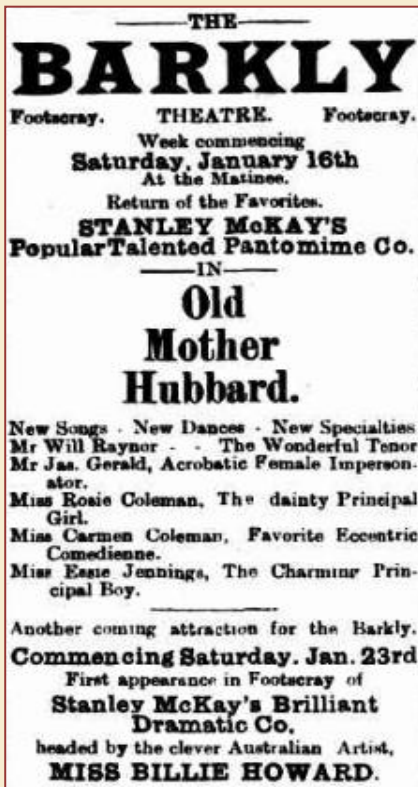 THE
BARKLY
Footscray. THEATRE. Footscray.
Week commencing
Saturday, January 16th
At the Matinee.
Return of the Favorites.
STANLEY McKAY'S
Popular Talented Pantomime Co.
IN
Old
Mother
Hubbard.
New Songs - New Dances - New Specialties
Mr Will Raynor - - The Wonderful Tenor
Mr Jas. Gerald, Acrobatic Female Imperson-
ator.
Miss Rosie Coleman, The dainty Principal
Girl.
Miss Carmen Coleman, Favorite Eccentric
Comedienne.
Miss Essie Jennings, The Charming Prin-
cipal Boy.
Another coming attraction for the Barkly.
Commencing Saturday. Jan. 23rd
First appearance in Footscray of
Stanley McKay's Brilliant
Dramatic Co.
headed by the clever Australian Artist,
MISS BILLIE HOWARD.